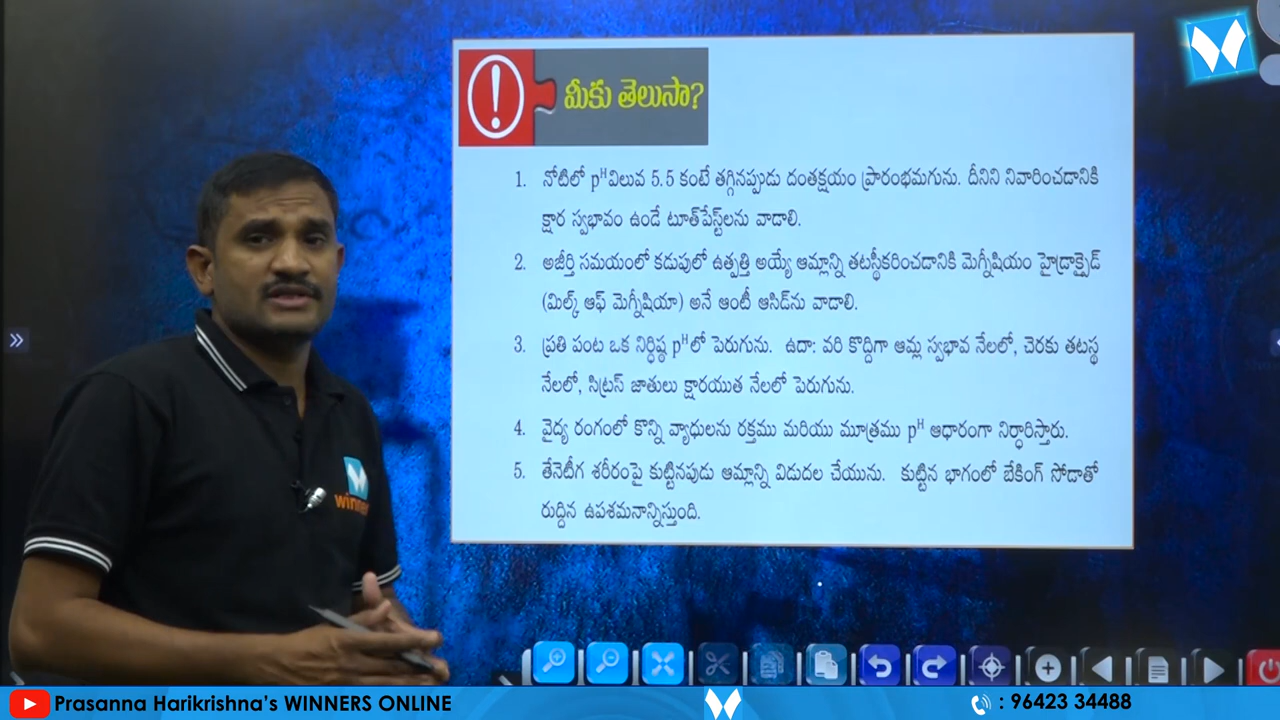 మీకు తెలుసా?
1. నోటిలో pH విలువ 5.5 కంటే తగ్గినప్పుడు దంతక్షయం ప్రారంభమగును. దీనిని నివారించడానికి
క్షార స్వభావం ఉండే టూత్‌పేస్ట్‌లను వాడాలి.
2. అజీర్తి సమయంలో కడుపులో ఉత్పత్తి అయ్యే ఆమ్లాన్ని తటస్థీకరించడానికి మెగ్నీషియం హైడ్రాక్సైడ్
(మిల్క్ ఆఫ్ మెగ్నీషియా) అనే ఆంటీ ఆసిడ్‌ను వాడాలి.
3. ప్రతి పంట ఒక నిర్ధిష్ఠ pH లో పెరుగును. ఉదా: వరి కొద్దిగా ఆమ్ల స్వభావ నేలలో, చెరకు తటస్థ
నేలలో, సిట్రస్ జాతులు క్షారయుత నేలలో పెరుగును.
4. వైద్య రంగంలో కొన్ని వ్యాధులను రక్తము మరియు మూత్రము pH ఆధారంగా నిర్ధారిస్తారు.
5. తేనెటీగ శరీరంపై కుట్టినపుడు ఆమ్లాన్ని విడుదల చేయును. కుట్టిన భాగంలో బేకింగ్ సోడాతో
రుద్దిన ఉపశమనాన్నిస్తుంది.
winners
Prasanna Harikrishna's WINNERS ONLINE
: 96423 34488